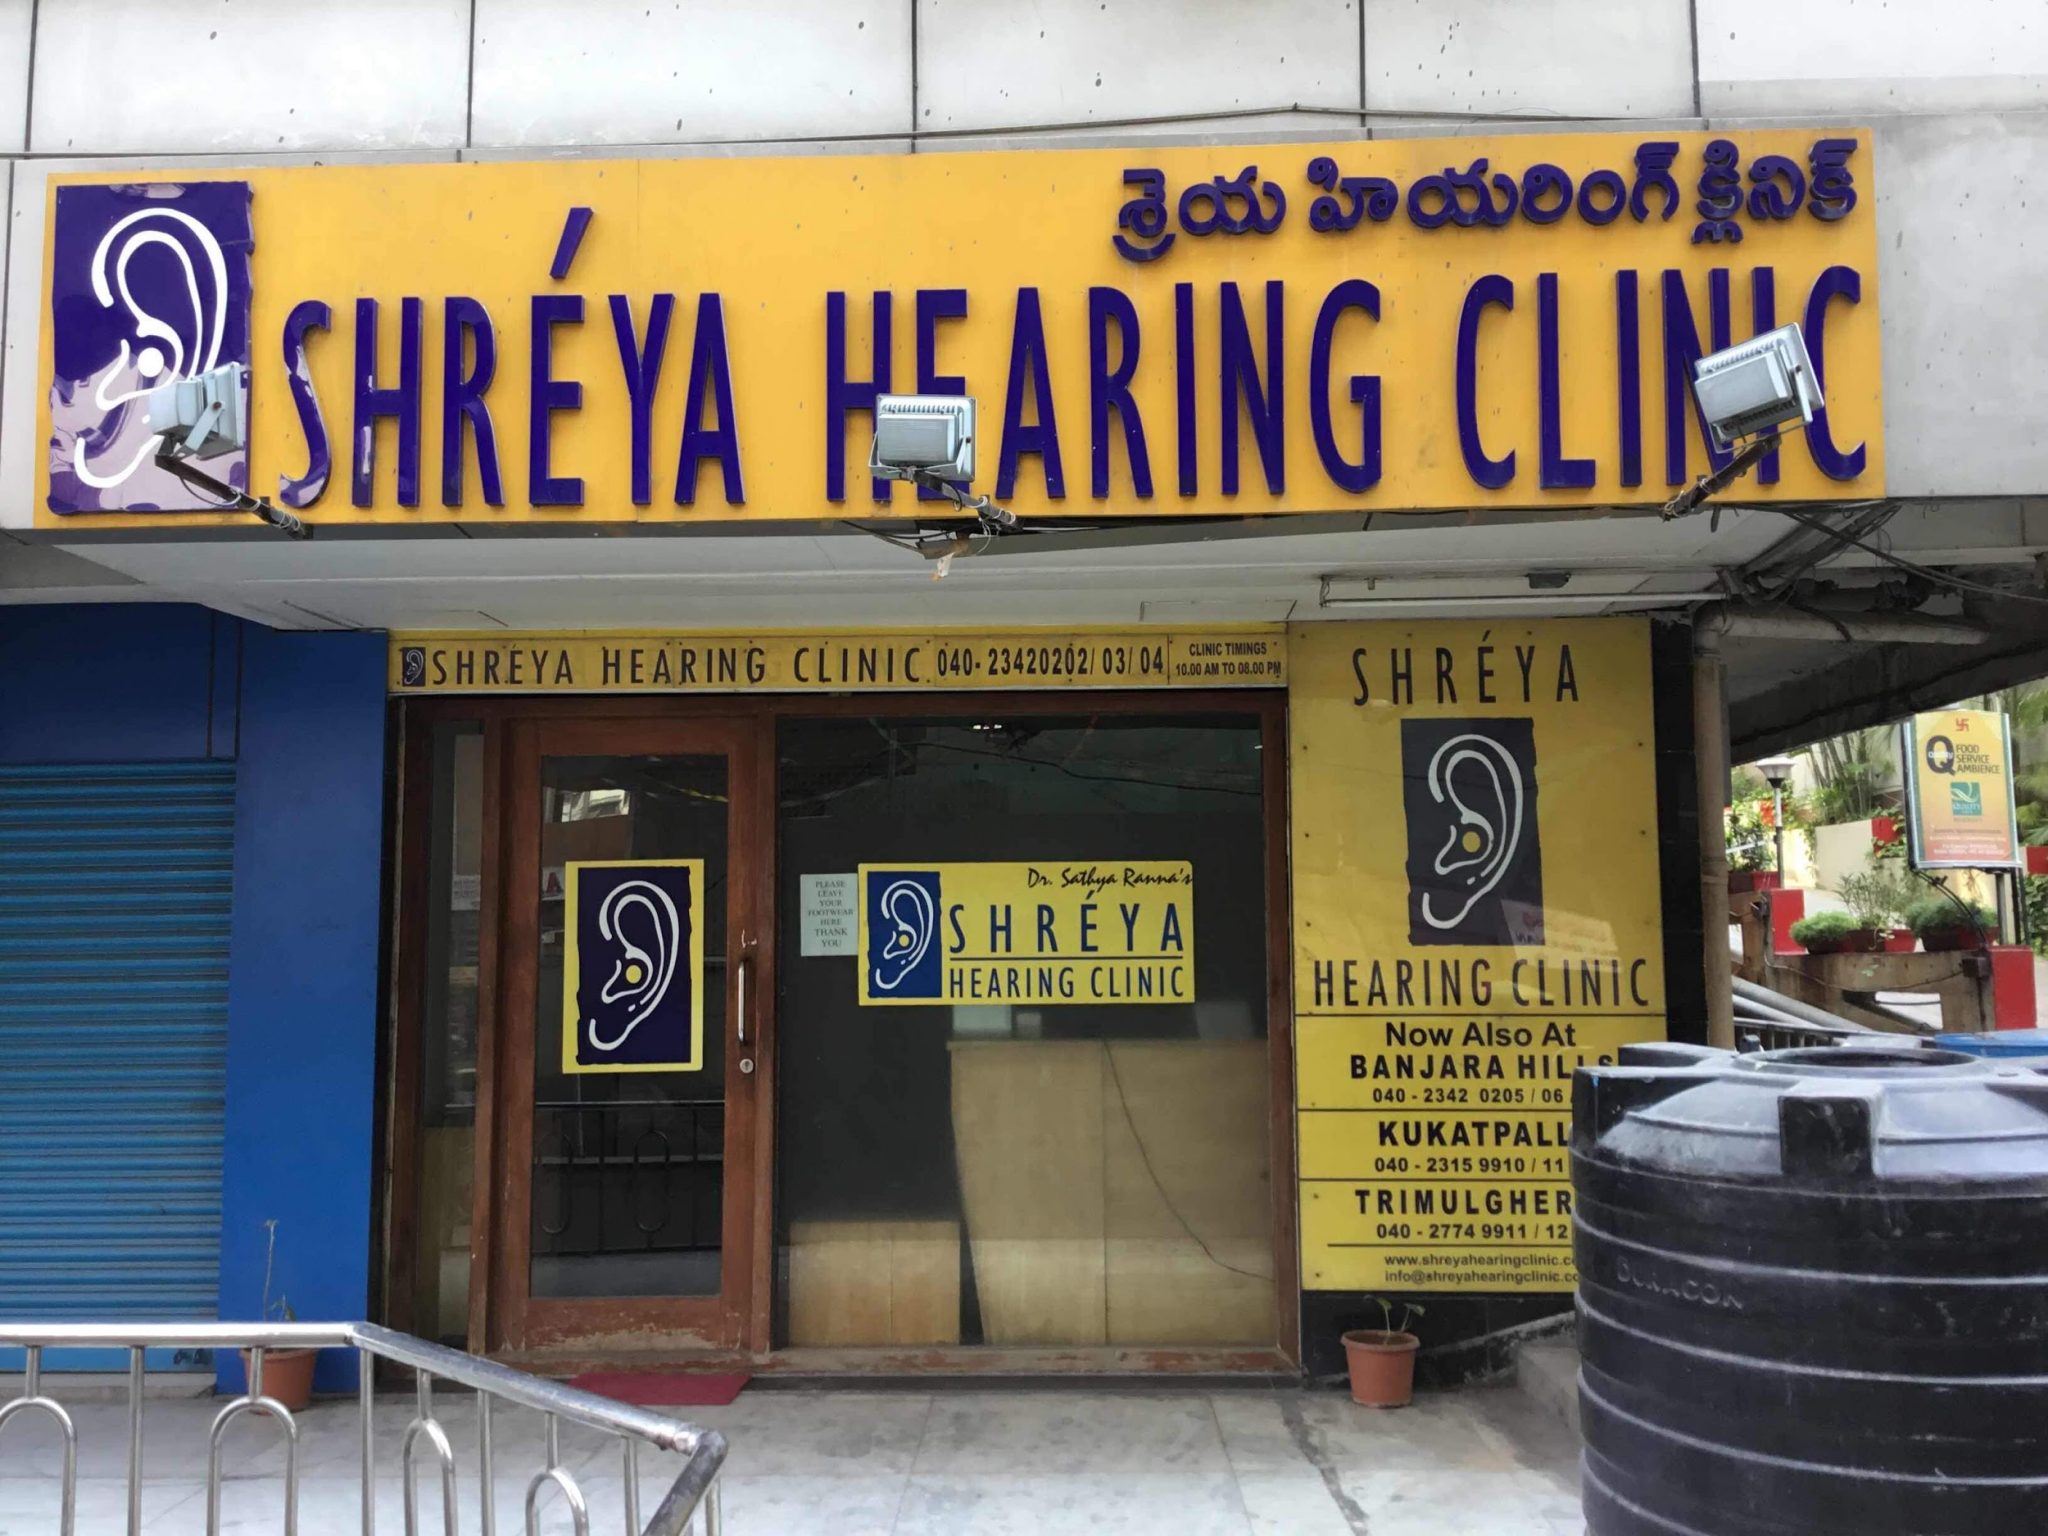 శ్రేయ హియరింగ్ క్లినిక్
SHRÉYA HEARING CLINIC
SHRÉYA HEARING CLINIC 040- 23420202/ 03/ 04
CLINIC TIMINGS
10.00 AM TO 08.00 PM
PLEASE
LEAVE
YOUR
FOOTWEAR
HERE
THANK
YOU
Dr. Sathya Ranna's
SHRÉYA
HEARING CLINIC
SHRÉYA
HEARING CLINIC
Now Also At
BANJARA HILLS
040 - 2342 0205 / 06
KUKATPALL
040 - 2315 9910 / 11
TRIMULGHER
040 - 2774 9911 / 12
www.shreyahearingclinic.c
info@shreyahearingclinic.c
Q FOOD
SERVICE
AMBIENCE
QUALITY
DURACON